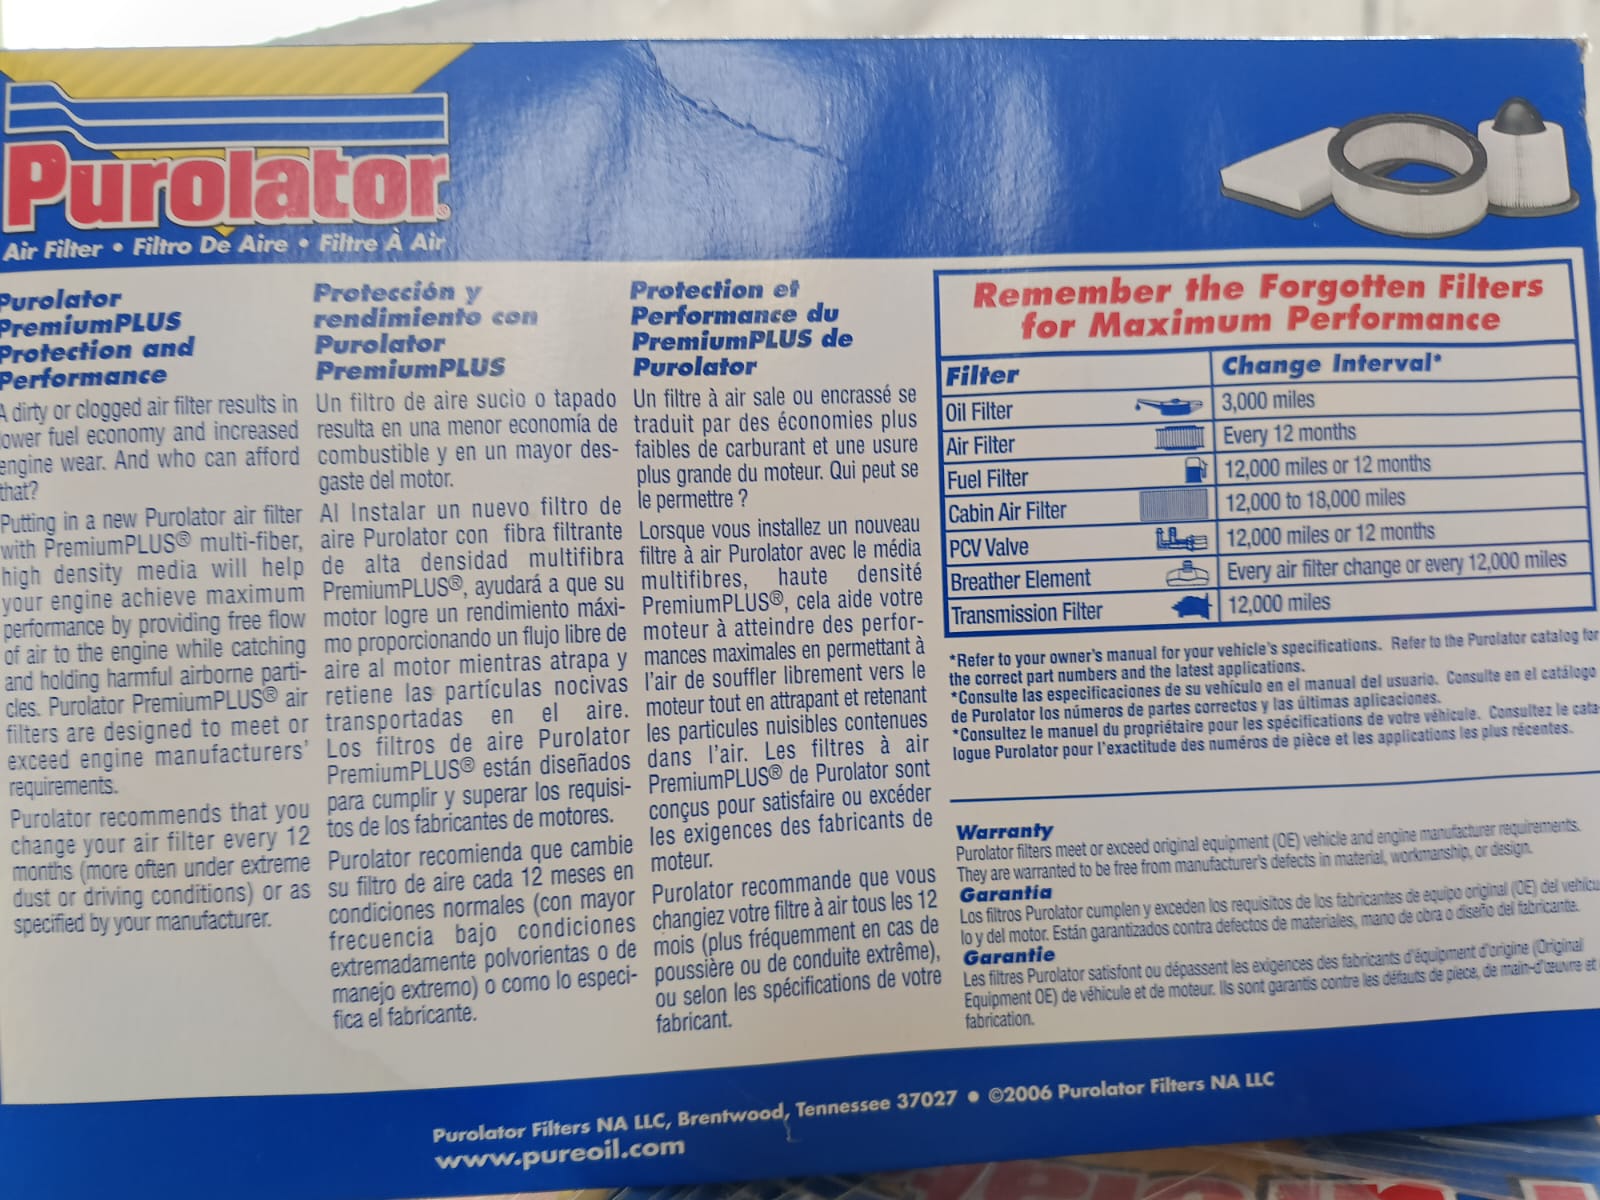 Purolator®
Air Filter • Filtro De Aire • Filtre À Air
Purolator
PremiumPLUS
Protection and
Performance
A dirty or clogged air filter results in
lower fuel economy and increased
engine wear. And who can afford
that?
Putting in a new Purolator air filter
with PremiumPLUS® multi-fiber,
high density media will help
your engine achieve maximum
performance by providing free flow
of air to the engine while catching
and holding harmful airborne parti-
cles. Purolator PremiumPLUS® air
filters are designed to meet or
exceed engine manufacturers'
requirements.
Purolator recommends that you
change your air filter every 12
months (more often under extreme
dust or driving conditions) or as
specified by your manufacturer.
Protección y
rendimiento con
Purolator
PremiumPLUS
Un filtro de aire sucio o tapado
resulta en una menor economía de
combustible y en un mayor des-
gaste del motor.
Al Instalar un nuevo filtro de
aire Purolator con fibra filtrante
de alta densidad multifibra
PremiumPLUS®, ayudará a que su
motor logre un rendimiento máxi-
mo proporcionando un flujo libre de
aire al motor mientras atrapa y
retiene las partículas nocivas
transportadas en el aire.
Los filtros de aire Purolator
PremiumPLUS® están diseñados
para cumplir y superar los requisi-
tos de los fabricantes de motores.
Purolator recomienda que cambie
su filtro de aire cada 12 meses en
condiciones normales (con mayor
frecuencia bajo condiciones
extremadamente polvorientas o de
manejo extremo) o como lo especi-
fica el fabricante.
Protection et
Performance du
PremiumPLUS de
Purolator
Un filtre à air sale ou encrassé se
traduit par des économies plus
faibles de carburant et une usure
plus grande du moteur. Qui peut se
le permettre ?
Lorsque vous installez un nouveau
filtre à air Purolator avec le média
multifibres, haute densité
PremiumPLUS®, cela aide votre
moteur à atteindre des perfor-
mances maximales en permettant à
l'air de souffler librement vers le
moteur tout en attrapant et retenant
les particules nuisibles contenues
dans l'air. Les filtres à air
PremiumPLUS® de Purolator sont
conçus pour satisfaire ou excéder
les exigences des fabricants de
moteur.
Purolator recommande que vous
changiez votre filtre à air tous les 12
mois (plus fréquemment en cas de
poussière ou de conduite extrême),
ou selon les spécifications de votre
fabricant.
Remember the Forgotten Filters
for Maximum Performance
Filter Change Interval*
Oil Filter 3,000 miles
Air Filter Every 12 months
Fuel Filter 12,000 miles or 12 months
Cabin Air Filter 12,000 to 18,000 miles
PCV Valve 12,000 miles or 12 months
Breather Element Every air filter change or every 12,000 miles
Transmission Filter 12,000 miles
*Refer to your owner's manual for your vehicle's specifications. Refer to the Purolator catalog for
the correct part numbers and the latest applications.
*Consulte las especificaciones de su vehículo en el manual del usuario. Consulte en el catálogo
de Purolator los números de partes correctos y las últimas aplicaciones.
*Consultez le manuel du propriétaire pour les spécifications de votre véhicule. Consultez le cata-
logue Purolator pour l'exactitude des numéros de pièce et les applications les plus récentes.
Warranty
Purolator filters meet or exceed original equipment (OE) vehicle and engine manufacturer requirements.
They are warranted to be free from manufacturer's defects in material, workmanship, or design.
Garantía
Los filtros Purolator cumplen y exceden los requisitos de los fabricantes de equipo original (OE) del vehícu-
lo y del motor. Están garantizados contra defectos de materiales, mano de obra o diseño del fabricante.
Garantie
Les filtres Purolator satisfont ou dépassent les exigences des fabricants d'équipment d'origine (Original
Equipment OE) de véhicule et de moteur. Ils sont garantis contre les défauts de piece, de main-d'œuvre et
fabrication.
Purolator Filters NA LLC, Brentwood, Tennessee 37027 • ©2006 Purolator Filters NA LLC
www.pureoil.com